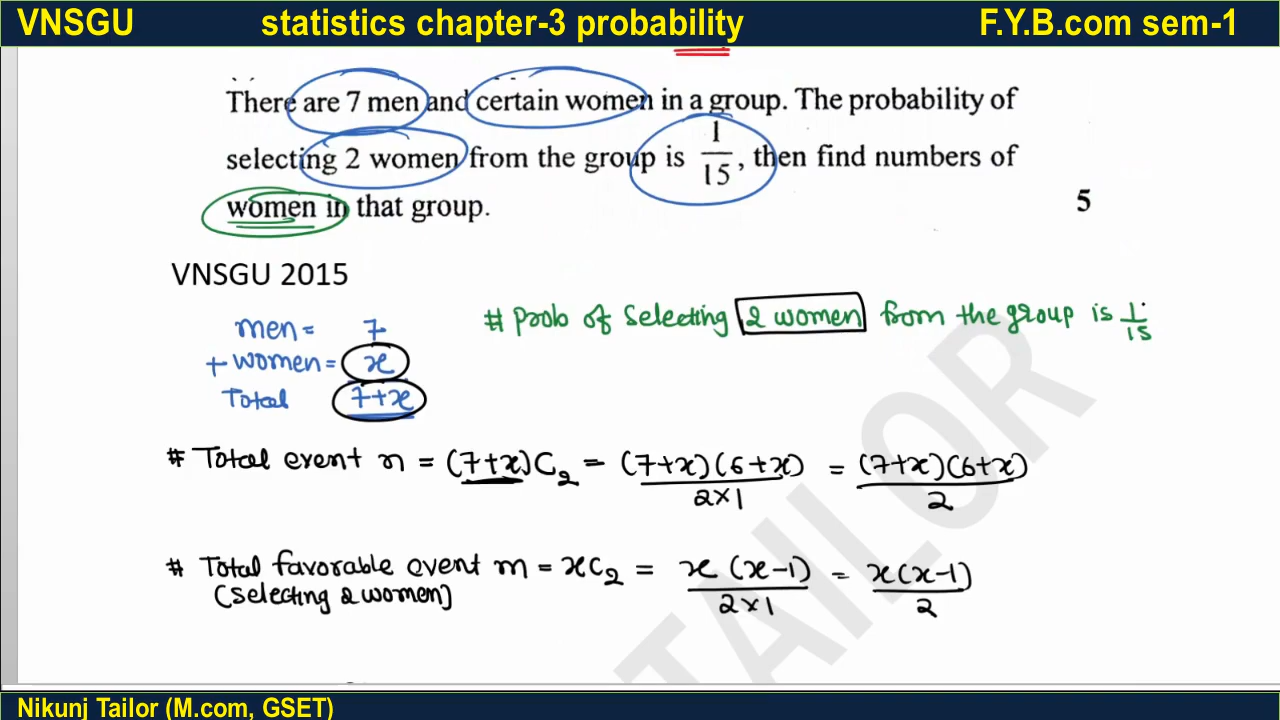 VNSGU statistics chapter-3 probability F.Y.B.com sem-1
There are 7 men and certain women in a group. The probability of
selecting 2 women from the group is 1/15, then find numbers of
women in that group. 5
VNSGU 2015
men = 7
+ women = x
Total 7+x
# Prob of Selecting 2 women from the group is 1/15
# Total event n = (7+x)C₂ = (7+x)(6+x)/2×1 = (7+x)(6+x)/2
# Total favorable event m = xC₂ = x(x-1)/2×1 = x(x-1)/2
(Selecting 2 women)
TAILOR
Nikunj Tailor (M.com, GSET)